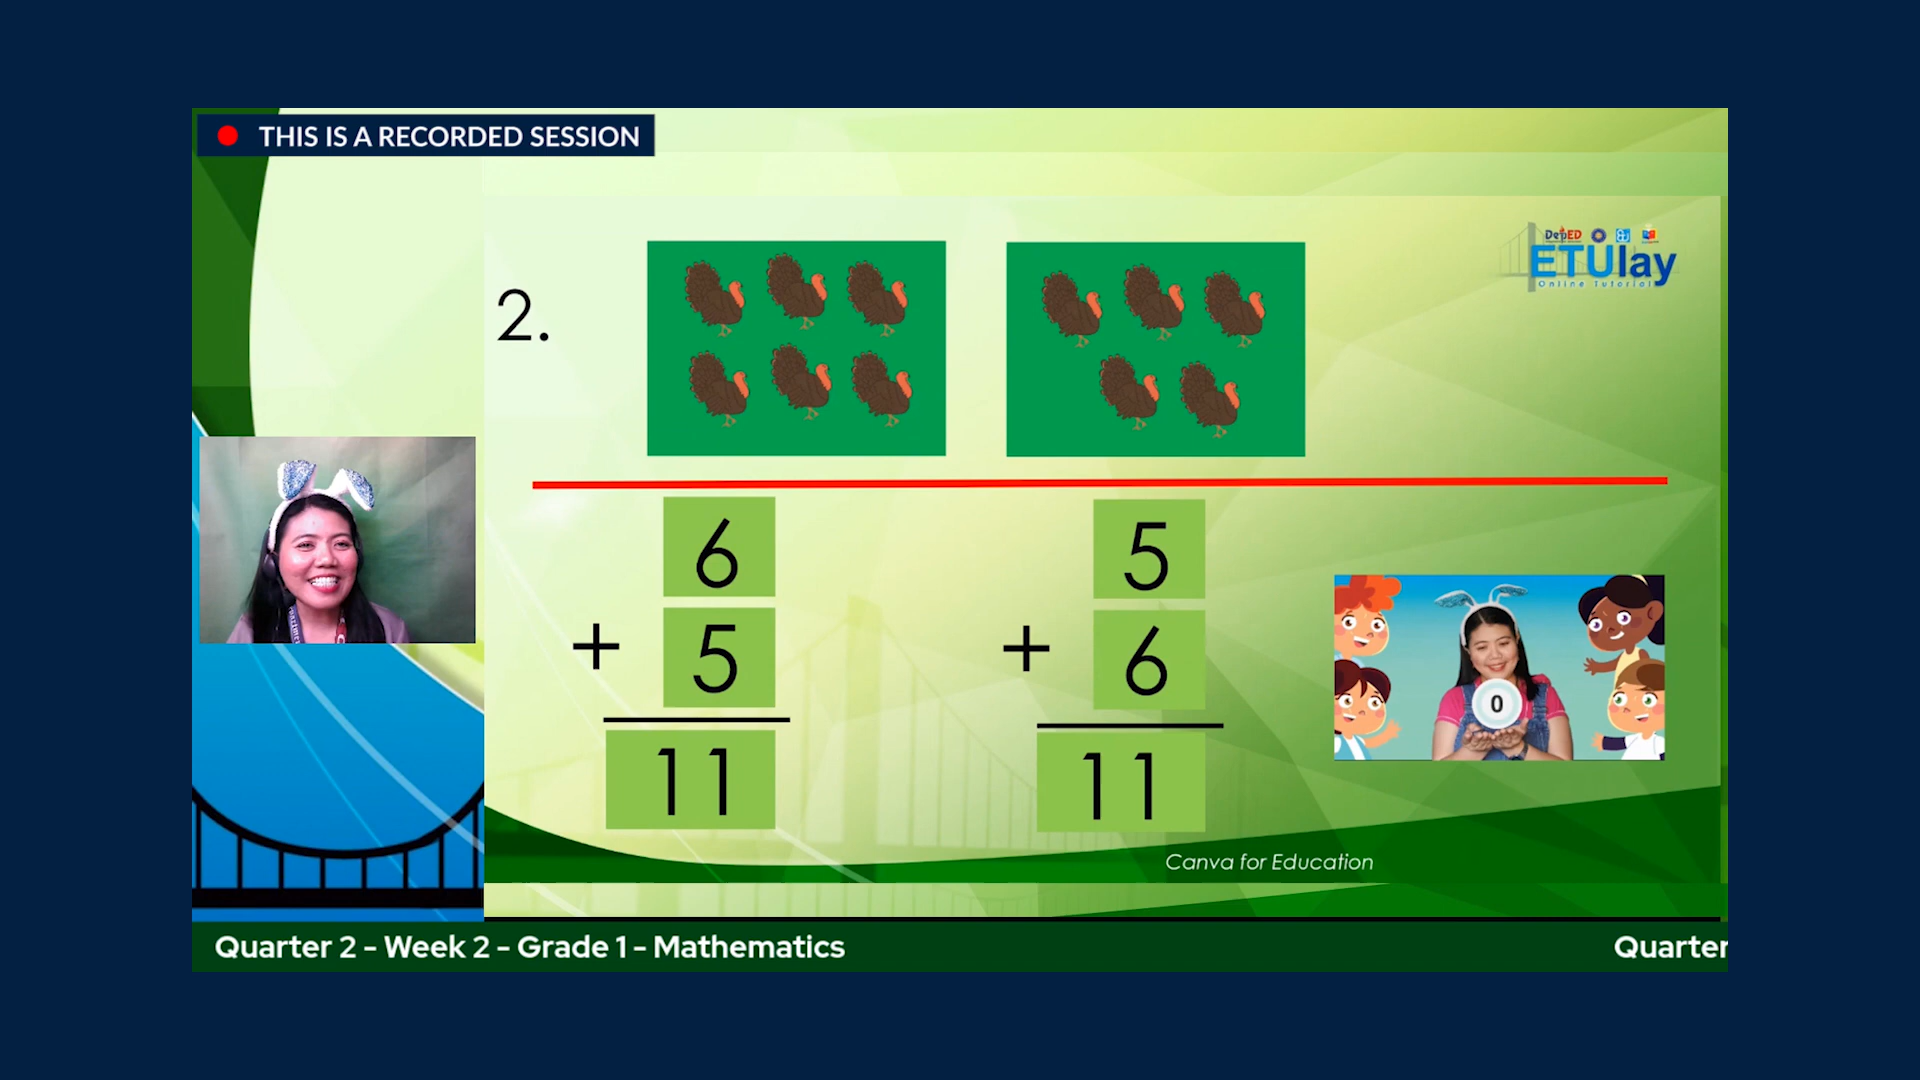 THIS IS A RECORDED SESSION
DepED
ETUlay
Online Tutorial
2.
6
+ 5
11
5
+ 6
11
0
Canva for Education
Quarter 2 - Week 2 - Grade 1 - Mathematics
Quarter